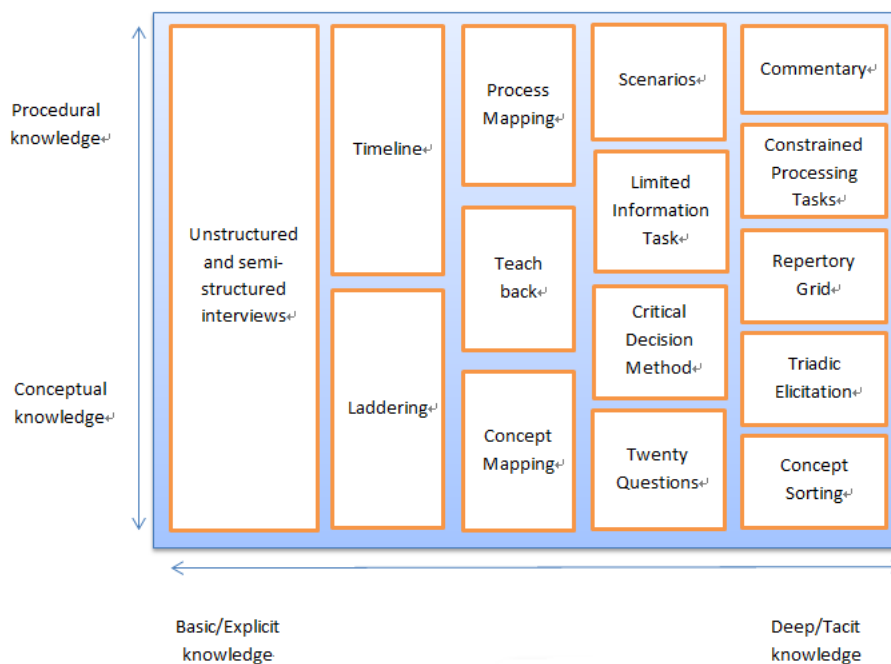 Procedural
knowledge↵
Conceptual
knowledge↵
Unstructured
and semi-
structured
interviews↵
Timeline↵
Laddering↵
Process
Mapping↵
Teach
back↵
Concept
Mapping↵
Scenarios↵
Limited
Information
Task↵
Critical
Decision
Method↵
Twenty
Questions↵
Commentary↵
Constrained
Processing
Tasks↵
Repertory
Grid↵
Triadic
Elicitation↵
Concept
Sorting↵
Basic/Explicit
knowledge
Deep/Tacit
knowledge